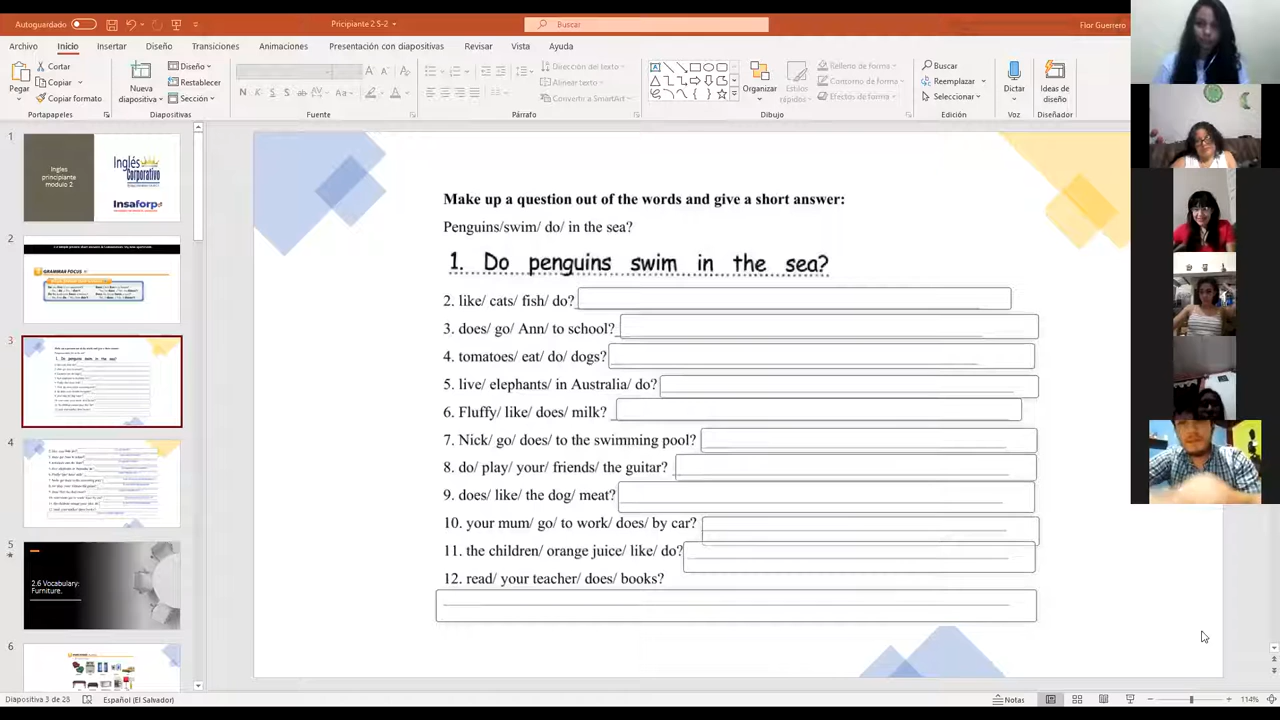 Autoguardado
Pricipiante 2 S-2
Buscar
Flor Guerrero
Archivo Inicio Insertar Diseño Transiciones Animaciones Presentación con diapositivas Revisar Vista Ayuda
Pegar
Cortar
Copiar
Copiar formato
Portapapeles
Nueva diapositiva
Diseño
Restablecer
Sección
Diapositivas
N K S
Fuente
Dirección del texto
Alinear texto
Convertir a SmartArt
Párrafo
Organizar
Estilos rápidos
Relleno de forma
Contorno de forma
Efectos de forma
Dibujo
Buscar
Reemplazar
Seleccionar
Edición
Dictar
Voz
Ideas de diseño
Diseñador
1
Ingles principiante modulo 2
Inglés
Corporativo
Insaforp
2
GRAMMAR FOCUS
3
4
5
2.6 Vocabulary:
Furniture.
6
Make up a question out of the words and give a short answer:
Penguins/swim/ do/ in the sea?
1. Do penguins swim in the sea?
2. like/ cats/ fish/ do?
3. does/ go/ Ann/ to school?
4. tomatoes/ eat/ do/ dogs?
5. live/ elephants/ in Australia/ do?
6. Fluffy/ like/ does/ milk?
7. Nick/ go/ does/ to the swimming pool?
8. do/ play/ your/ friends/ the guitar?
9. does/ like/ the dog/ meat?
10. your mum/ go/ to work/ does/ by car?
11. the children/ orange juice/ like/ do?
12. read/ your teacher/ does/ books?
Diapositiva 3 de 28
Español (El Salvador)
Notas
114%